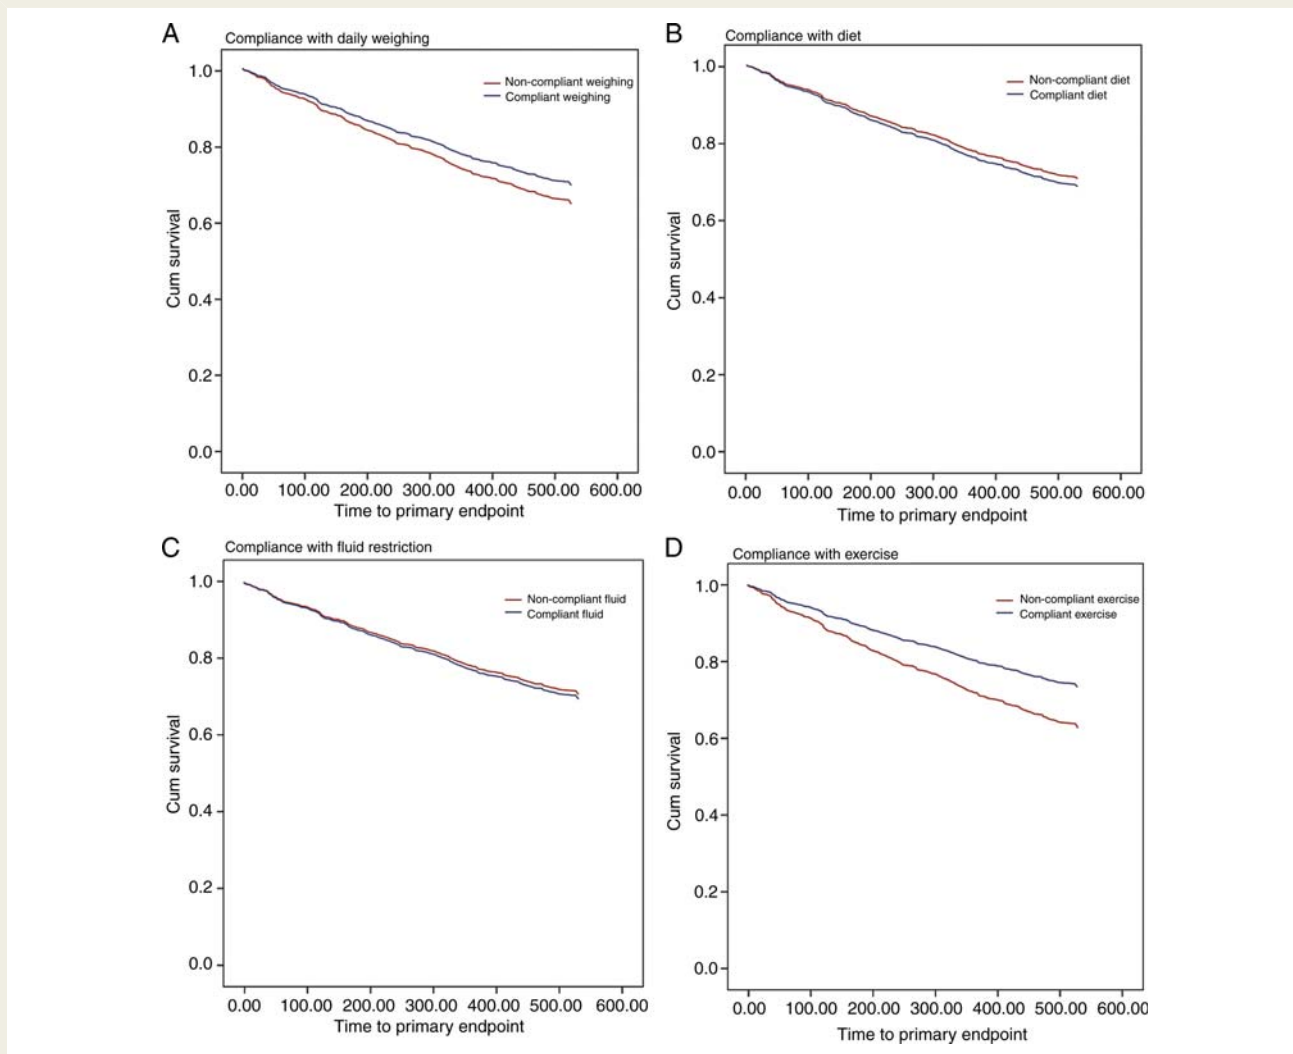 A
Compliance with daily weighing
Non-compliant weighing
Compliant weighing
1.0
0.8
0.6
0.4
0.2
0.0
Cum survival
0.00 100.00 200.00 300.00 400.00 500.00 600.00
Time to primary endpoint
B
Compliance with diet
Non-compliant diet
Compliant diet
1.0
0.8
0.6
0.4
0.2
0.0
Cum survival
0.00 100.00 200.00 300.00 400.00 500.00 600.00
Time to primary endpoint
C
Compliance with fluid restriction
Non-compliant fluid
Compliant fluid
1.0
0.8
0.6
0.4
0.2
0.0
Cum survival
0.00 100.00 200.00 300.00 400.00 500.00 600.00
Time to primary endpoint
D
Compliance with exercise
Non-compliant exercise
Compliant exercise
1.0
0.8
0.6
0.4
0.2
0.0
Cum survival
0.00 100.00 200.00 300.00 400.00 500.00 600.00
Time to primary endpoint